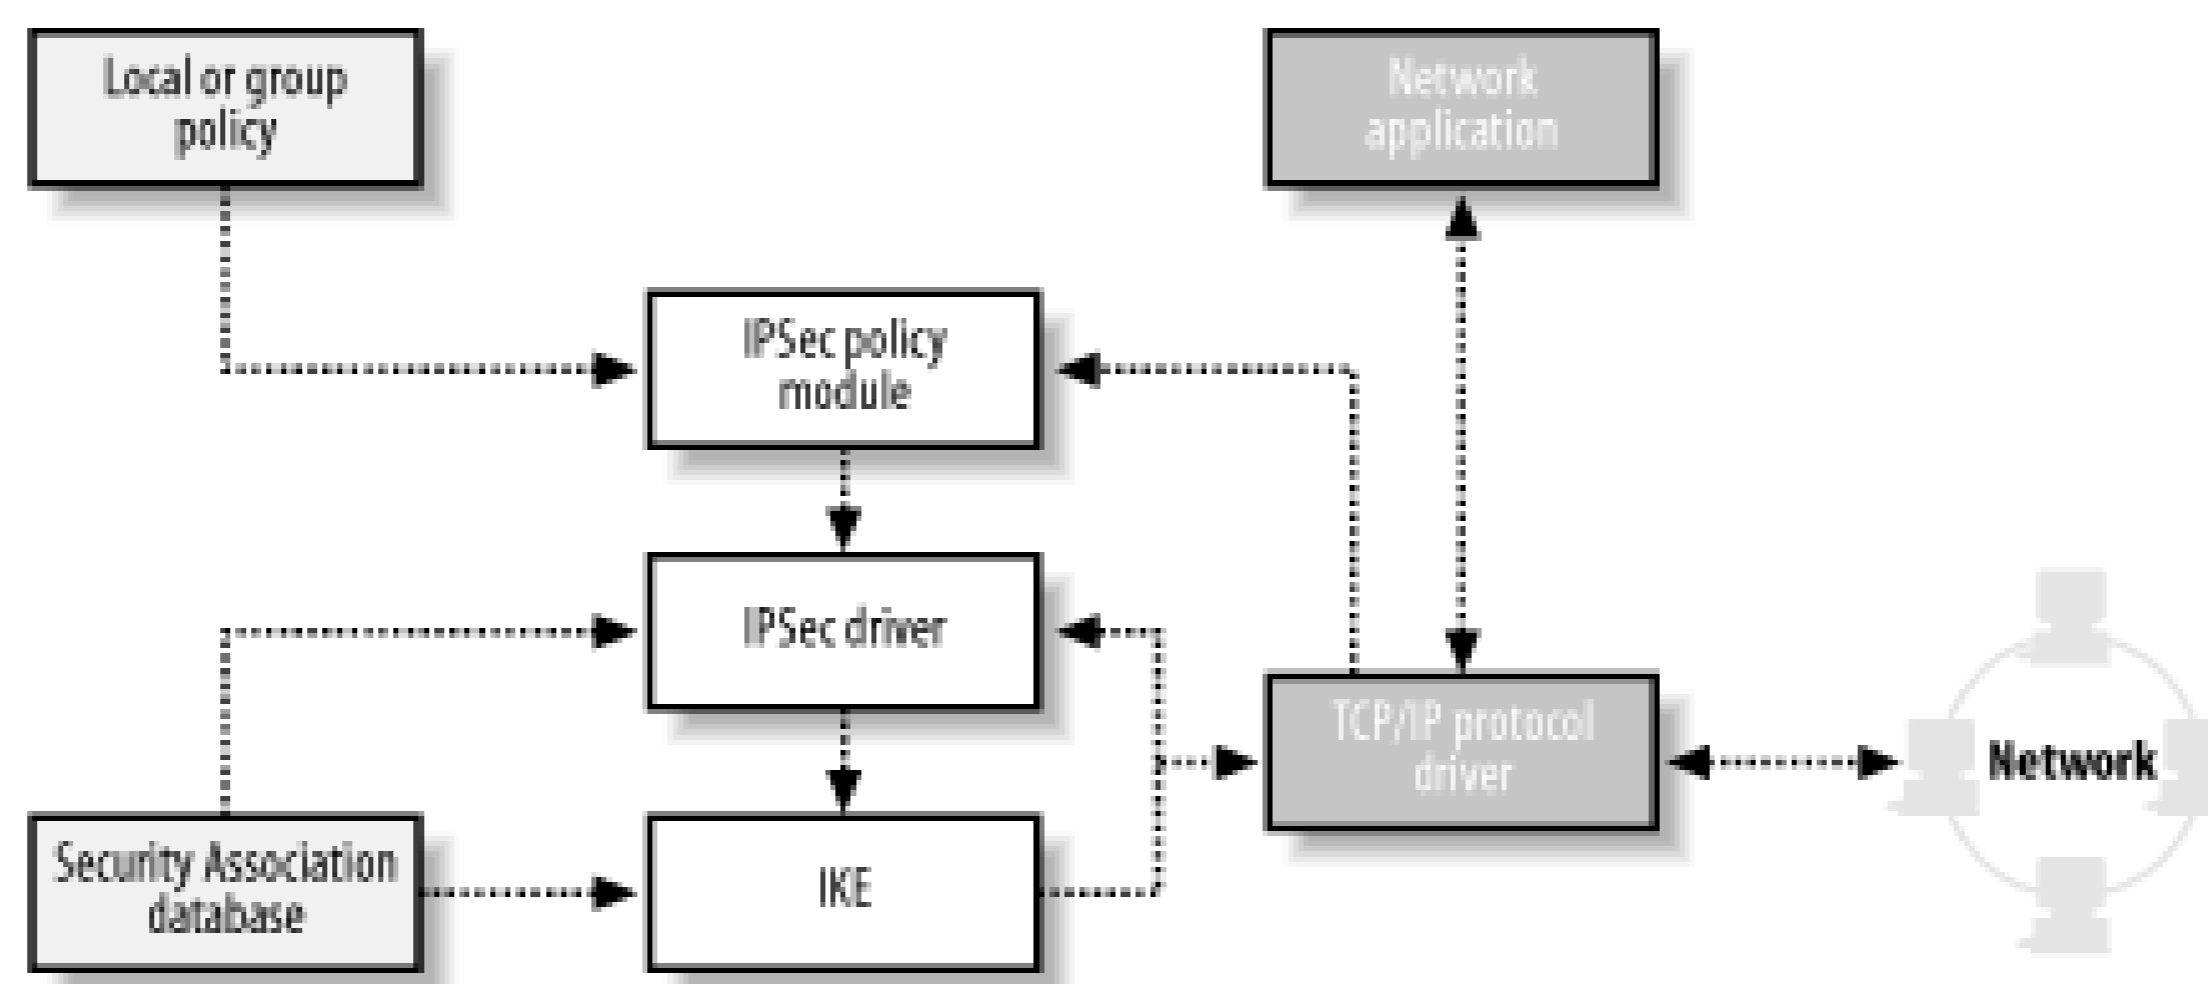 Local or group
policy
Network
application
IPSec policy
module
IPSec driver
TCP/IP protocol
driver
Network
Security Association
database
IKE